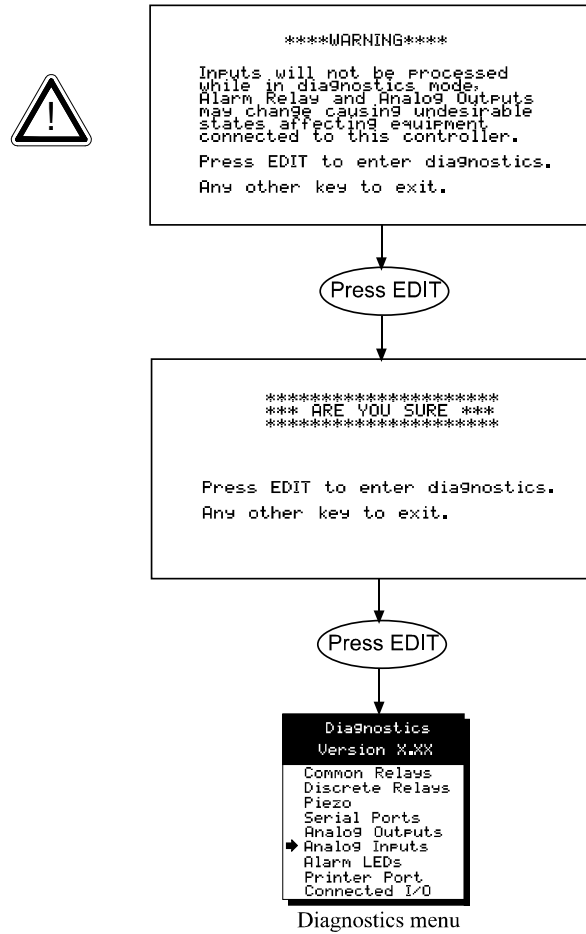 ****WARNING****
Inputs will not be processed
while in diagnostics mode,
Alarm Relay and Analog Outputs
may change causing undesirable
states affecting equipment
connected to this controller.
Press EDIT to enter diagnostics.
Any other key to exit.
!
Press EDIT
*********************
*** ARE YOU SURE ***
*********************
Press EDIT to enter diagnostics.
Any other key to exit.
Press EDIT
Diagnostics
Version X.XX
Common Relays
Discrete Relays
Piezo
Serial Ports
Analog Outputs
Analog Inputs
Alarm LEDs
Printer Port
Connected I/O
Diagnostics menu